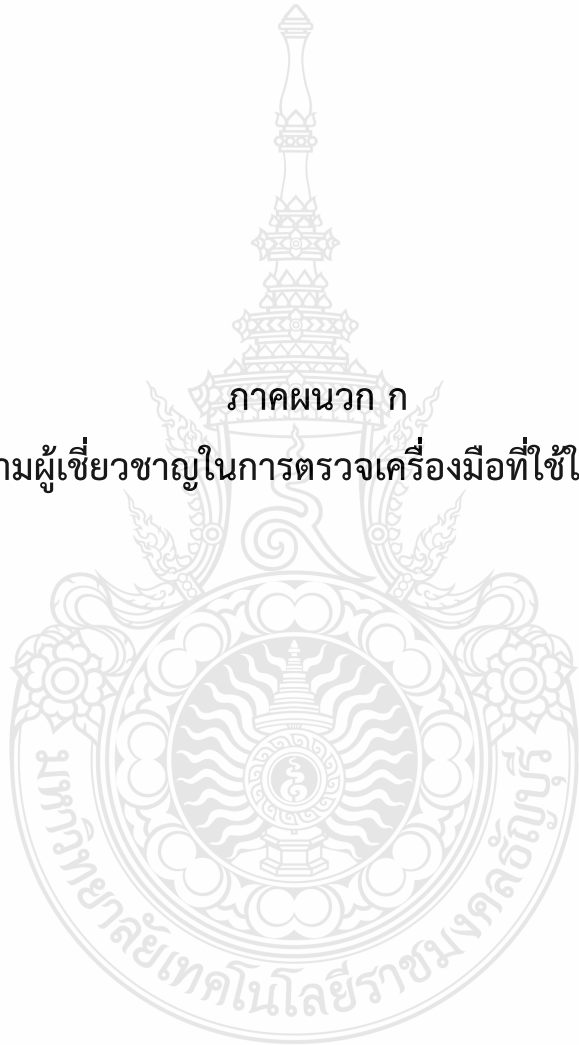 ภาคผนวก ก
ผู้เชี่ยวชาญในการตรวจเครื่องมือที่ใช้
มหาวิทยาลัยเทคโนโลยีราชมงคลธัญบุรี